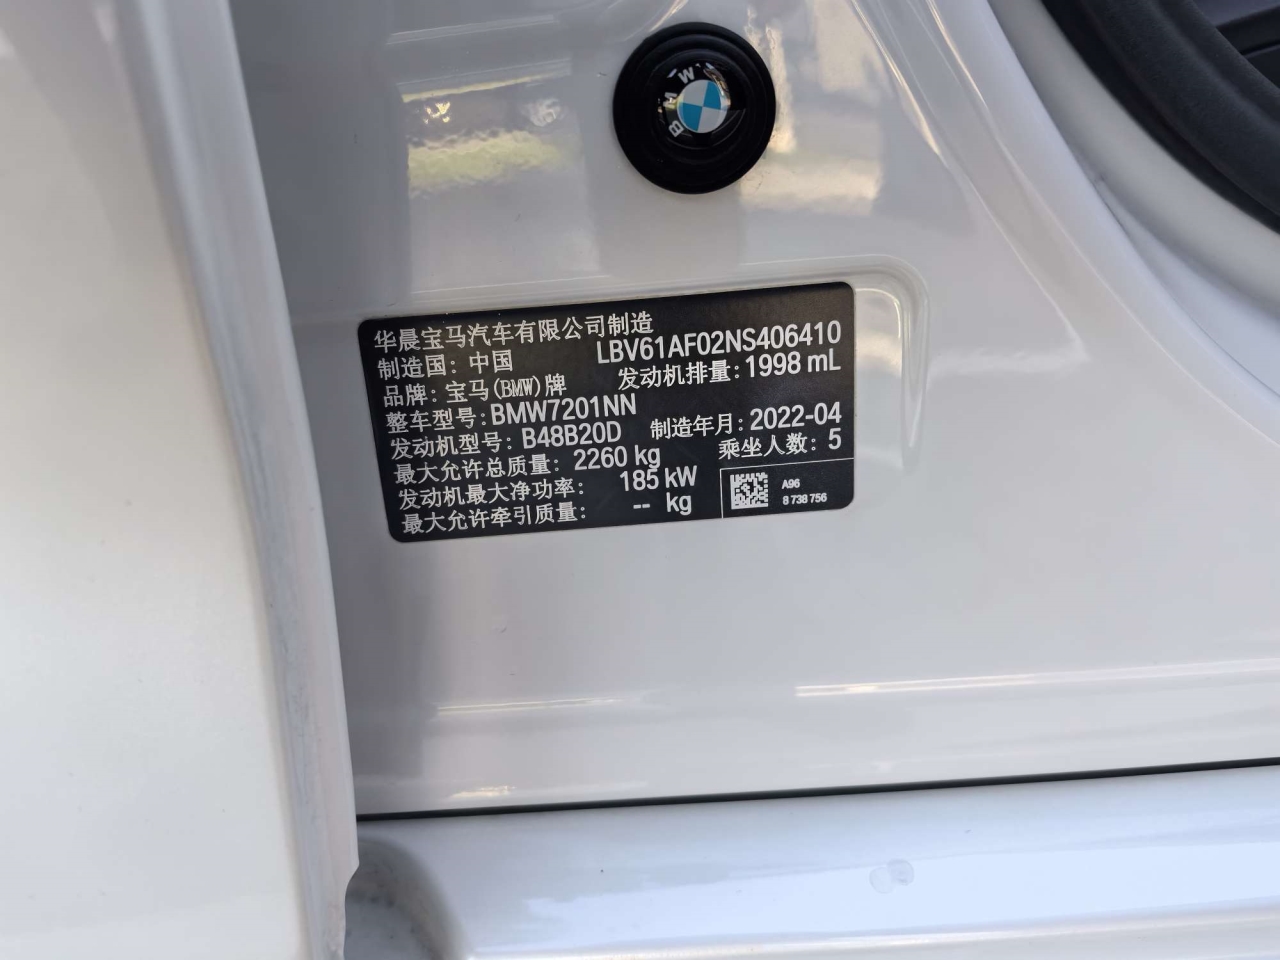 BMW
华晨宝马汽车有限公司制造
制造国：中国 LBV61AF02NS406410
品牌：宝马(BMW)牌 发动机排量：1998 mL
整车型号：BMW7201NN
发动机型号：B48B20D 制造年月：2022-04
最大允许总质量：2260 kg 乘坐人数：5
发动机最大净功率：185 kW
最大允许牵引质量：-- kg
A96
8 738 756